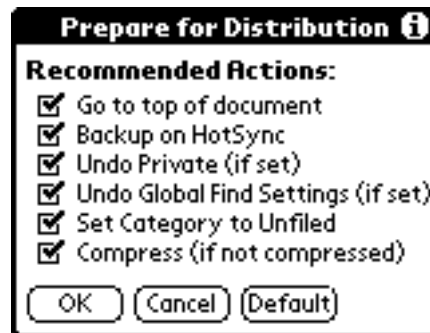 Prepare for Distribution i
Recommended Actions:
Go to top of document
Backup on HotSync
Undo Private (if set)
Undo Global Find Settings (if set)
Set Category to Unfiled
Compress (if not compressed)
OK Cancel Default